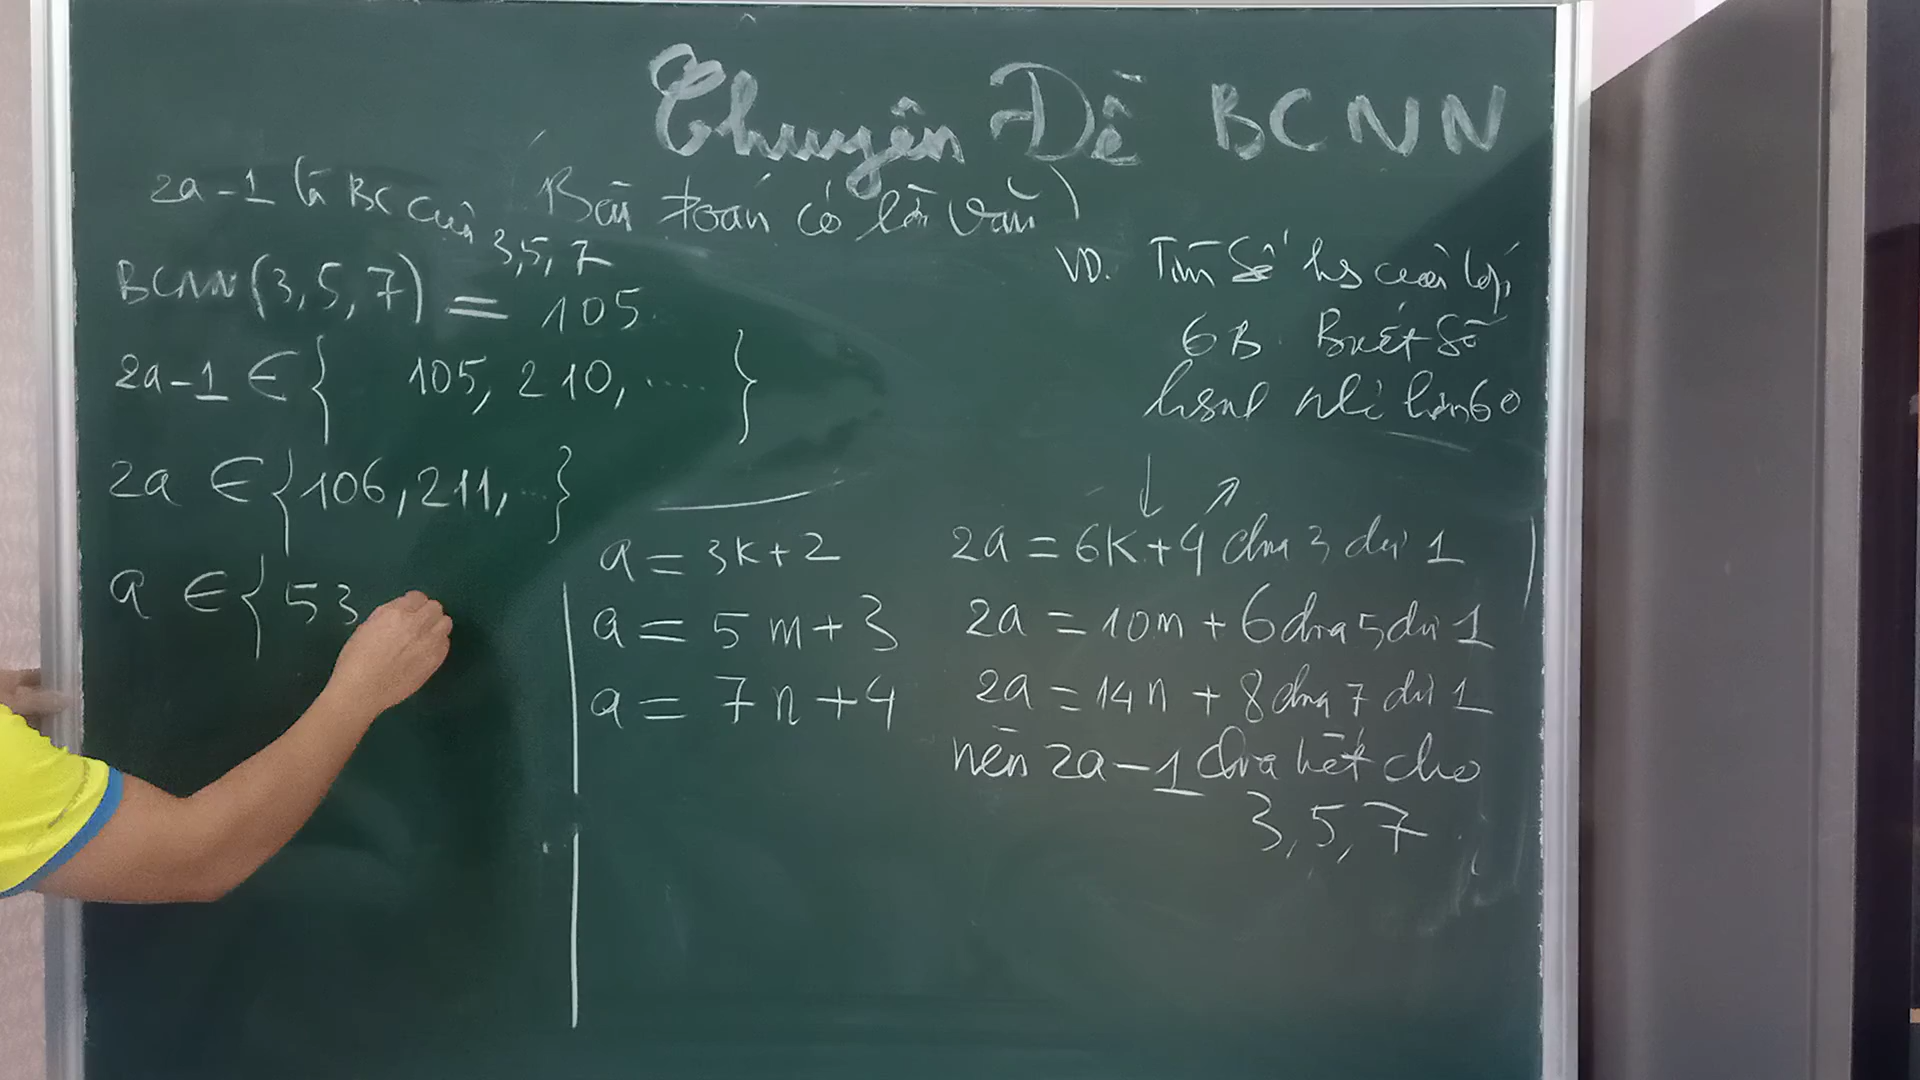 Chuyên Đề BCNN
Bài toán có lời văn)
2a-1 là BC của
3,5,7
BCNN(3,5,7) = 105
2a-1 ∈ { 105, 210, ..... }
2a ∈ {106, 211, ...}
a ∈ { 53
VD. Tìm Số hs của lớp
6B. Biết Số
hsnl nhỏ hơn 60
a = 3k+2
a = 5m+3
a = 7n+4
2a = 6k+4 chia 3 dư 1
2a = 10m + 6 chia 5 dư 1
2a = 14n + 8 chia 7 dư 1
nên 2a-1 chia hết cho
3,5,7